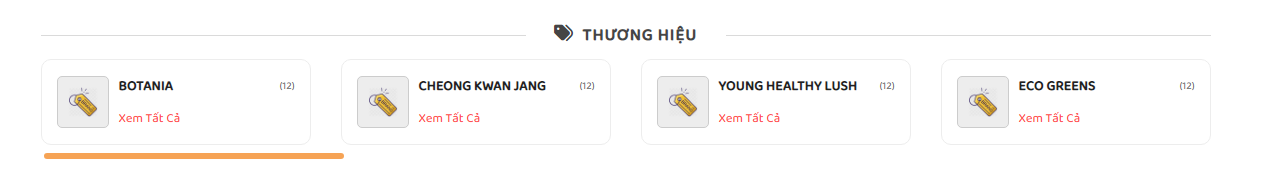 THƯƠNG HIỆU
BOTANIA (12)
Xem Tất Cả
CHEONG KWAN JANG (12)
Xem Tất Cả
YOUNG HEALTHY LUSH (12)
Xem Tất Cả
ECO GREENS (12)
Xem Tất Cả